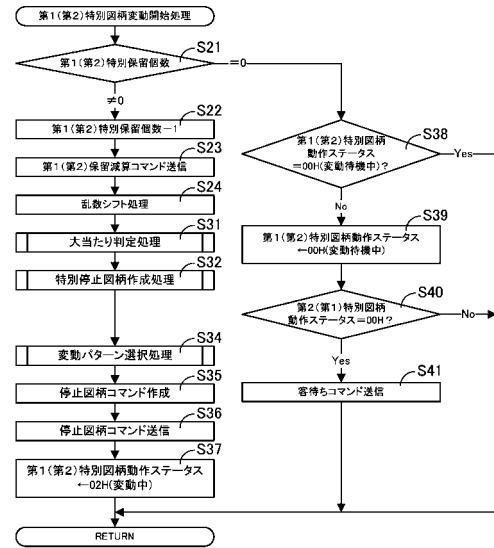 第1(第2)特別図柄変動開始処理
S21
第1(第2)特別保留個数
=0
≠0
S22
第1(第2)特別保留個数－1
S23
第1(第2)保留減算コマンド送信
S24
乱数シフト処理
S31
大当たり判定処理
S32
特別停止図柄作成処理
S34
変動パターン選択処理
S35
停止図柄コマンド作成
S36
停止図柄コマンド送信
S37
第1(第2)特別図柄動作ステータス
←02H(変動中)
RETURN
S38
第1(第2)特別図柄
動作ステータス
=00H(変動待機中)?
Yes
No
S39
第1(第2)特別図柄動作ステータス
←00H(変動待機中)
S40
第2(第1)特別図柄
動作ステータス=00H?
No
Yes
S41
客待ちコマンド送信